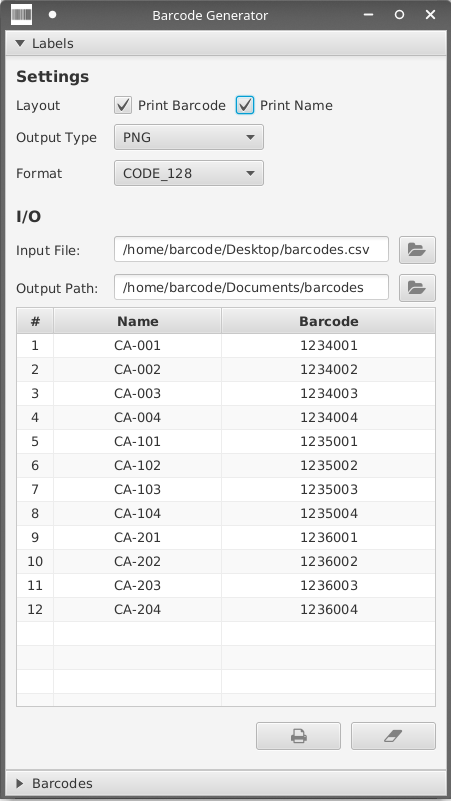 Barcode Generator
Labels
Settings
Layout Print Barcode Print Name
Output Type PNG
Format CODE_128
I/O
Input File: /home/barcode/Desktop/barcodes.csv
Output Path: /home/barcode/Documents/barcodes
# Name Barcode
1 CA-001 1234001
2 CA-002 1234002
3 CA-003 1234003
4 CA-004 1234004
5 CA-101 1235001
6 CA-102 1235002
7 CA-103 1235003
8 CA-104 1235004
9 CA-201 1236001
10 CA-202 1236002
11 CA-203 1236003
12 CA-204 1236004
Barcodes